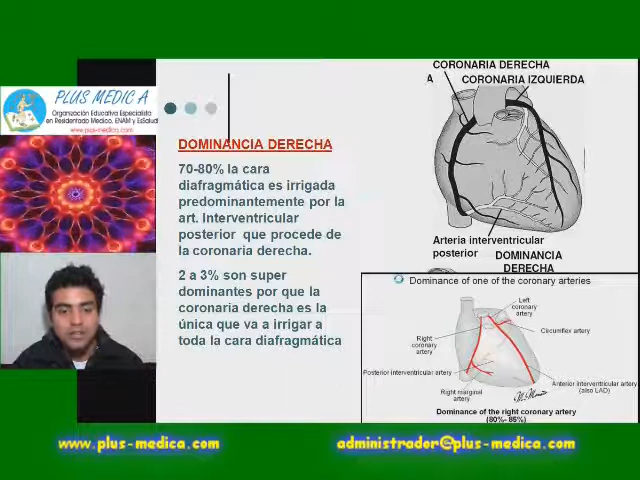 PLUS MEDIC A
Organización Educativa Especialista
en Residentado Medico, ENAM y EsSalud
www.plus-medica.com
DOMINANCIA DERECHA
70-80% la cara
diafragmática es irrigada
predominantemente por la
art. Interventricular
posterior que procede de
la coronaria derecha.
2 a 3% son super
dominantes por que la
coronaria derecha es la
única que va a irrigar a
toda la cara diafragmática
CORONARIA DERECHA
A
CORONARIA IZQUIERDA
Arteria interventricular
posterior
DOMINANCIA
DERECHA
Dominance of one of the coronary arteries
Left
coronary
artery
Circumflex artery
Right
coronary
artery
Posterior interventricular artery
Right marginal
artery
Anterior interventricular artery
(also LAD)
Dominance of the right coronary artery
(80%- 85%)
www.plus-medica.com
administrador@plus-medica.com